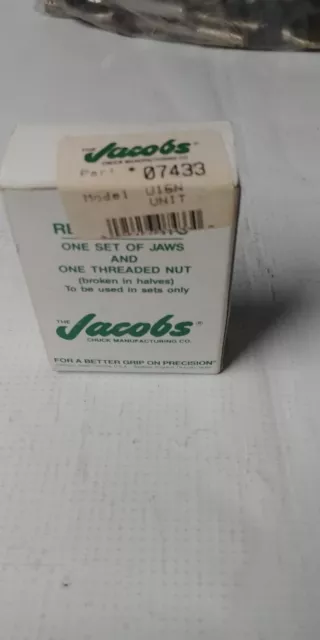 THE Jacobs®
CHUCK MANUFACTURING CO.
Part # 07433
Model U16N
UNIT
ONE SET OF JAWS
AND
ONE THREADED NUT
(broken in halves)
To be used in sets only
THE Jacobs®
CHUCK MANUFACTURING CO.
FOR A BETTER GRIP ON PRECISION